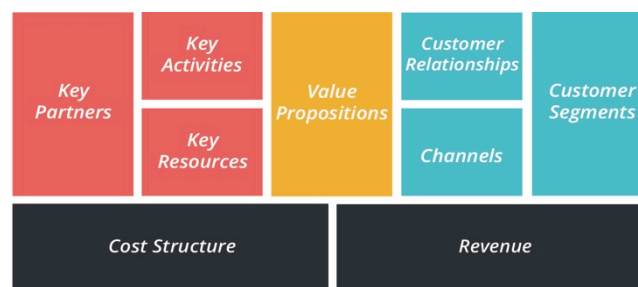 Key
Partners
Key
Activities
Key
Resources
Value
Propositions
Customer
Relationships
Channels
Customer
Segments
Cost Structure
Revenue